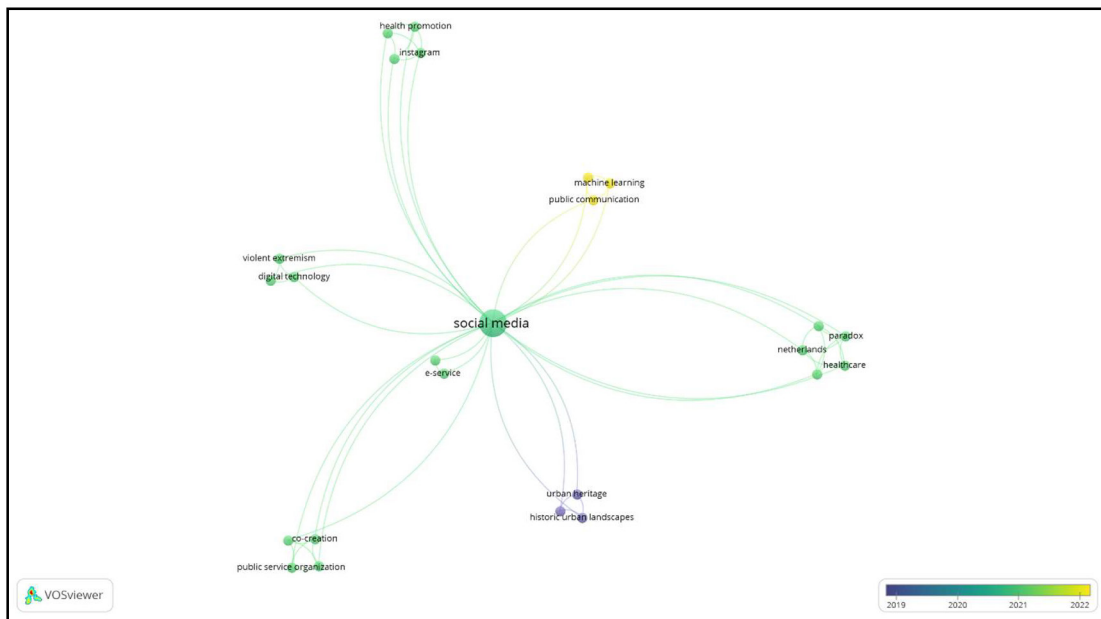 health promotion
instagram
machine learning
public communication
violent extremism
digital technology
social media
paradox
netherlands
healthcare
e-service
urban heritage
historic urban landscapes
co-creation
public service organization
VOSviewer
2019 2020 2021 2022